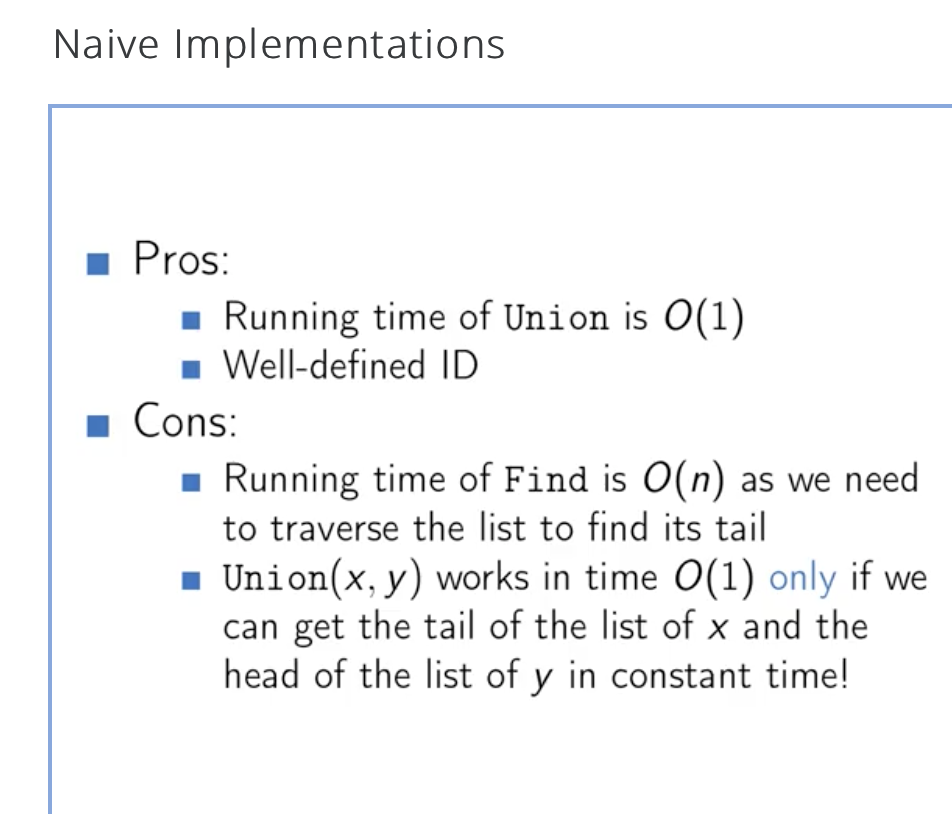 Naive Implementations
Pros:
Running time of Union is O(1)
Well-defined ID
Cons:
Running time of Find is O(n) as we need
to traverse the list to find its tail
Union(x, y) works in time O(1) only if we
can get the tail of the list of x and the
head of the list of y in constant time!